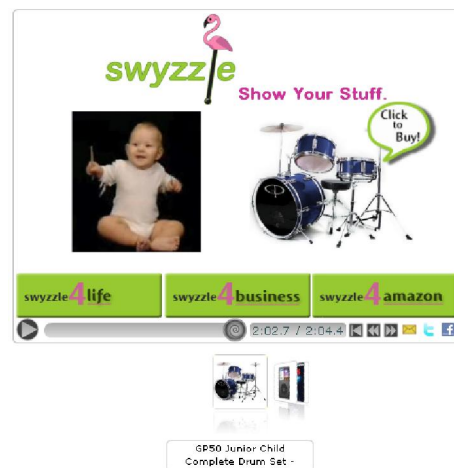 swyzzle
Show Your Stuff.
Click
to
Buy!
swyzzle4life
swyzzle4business
swyzzle4amazon
2:02.7 / 2:04.4
GP50 Junior Child
Complete Drum Set -